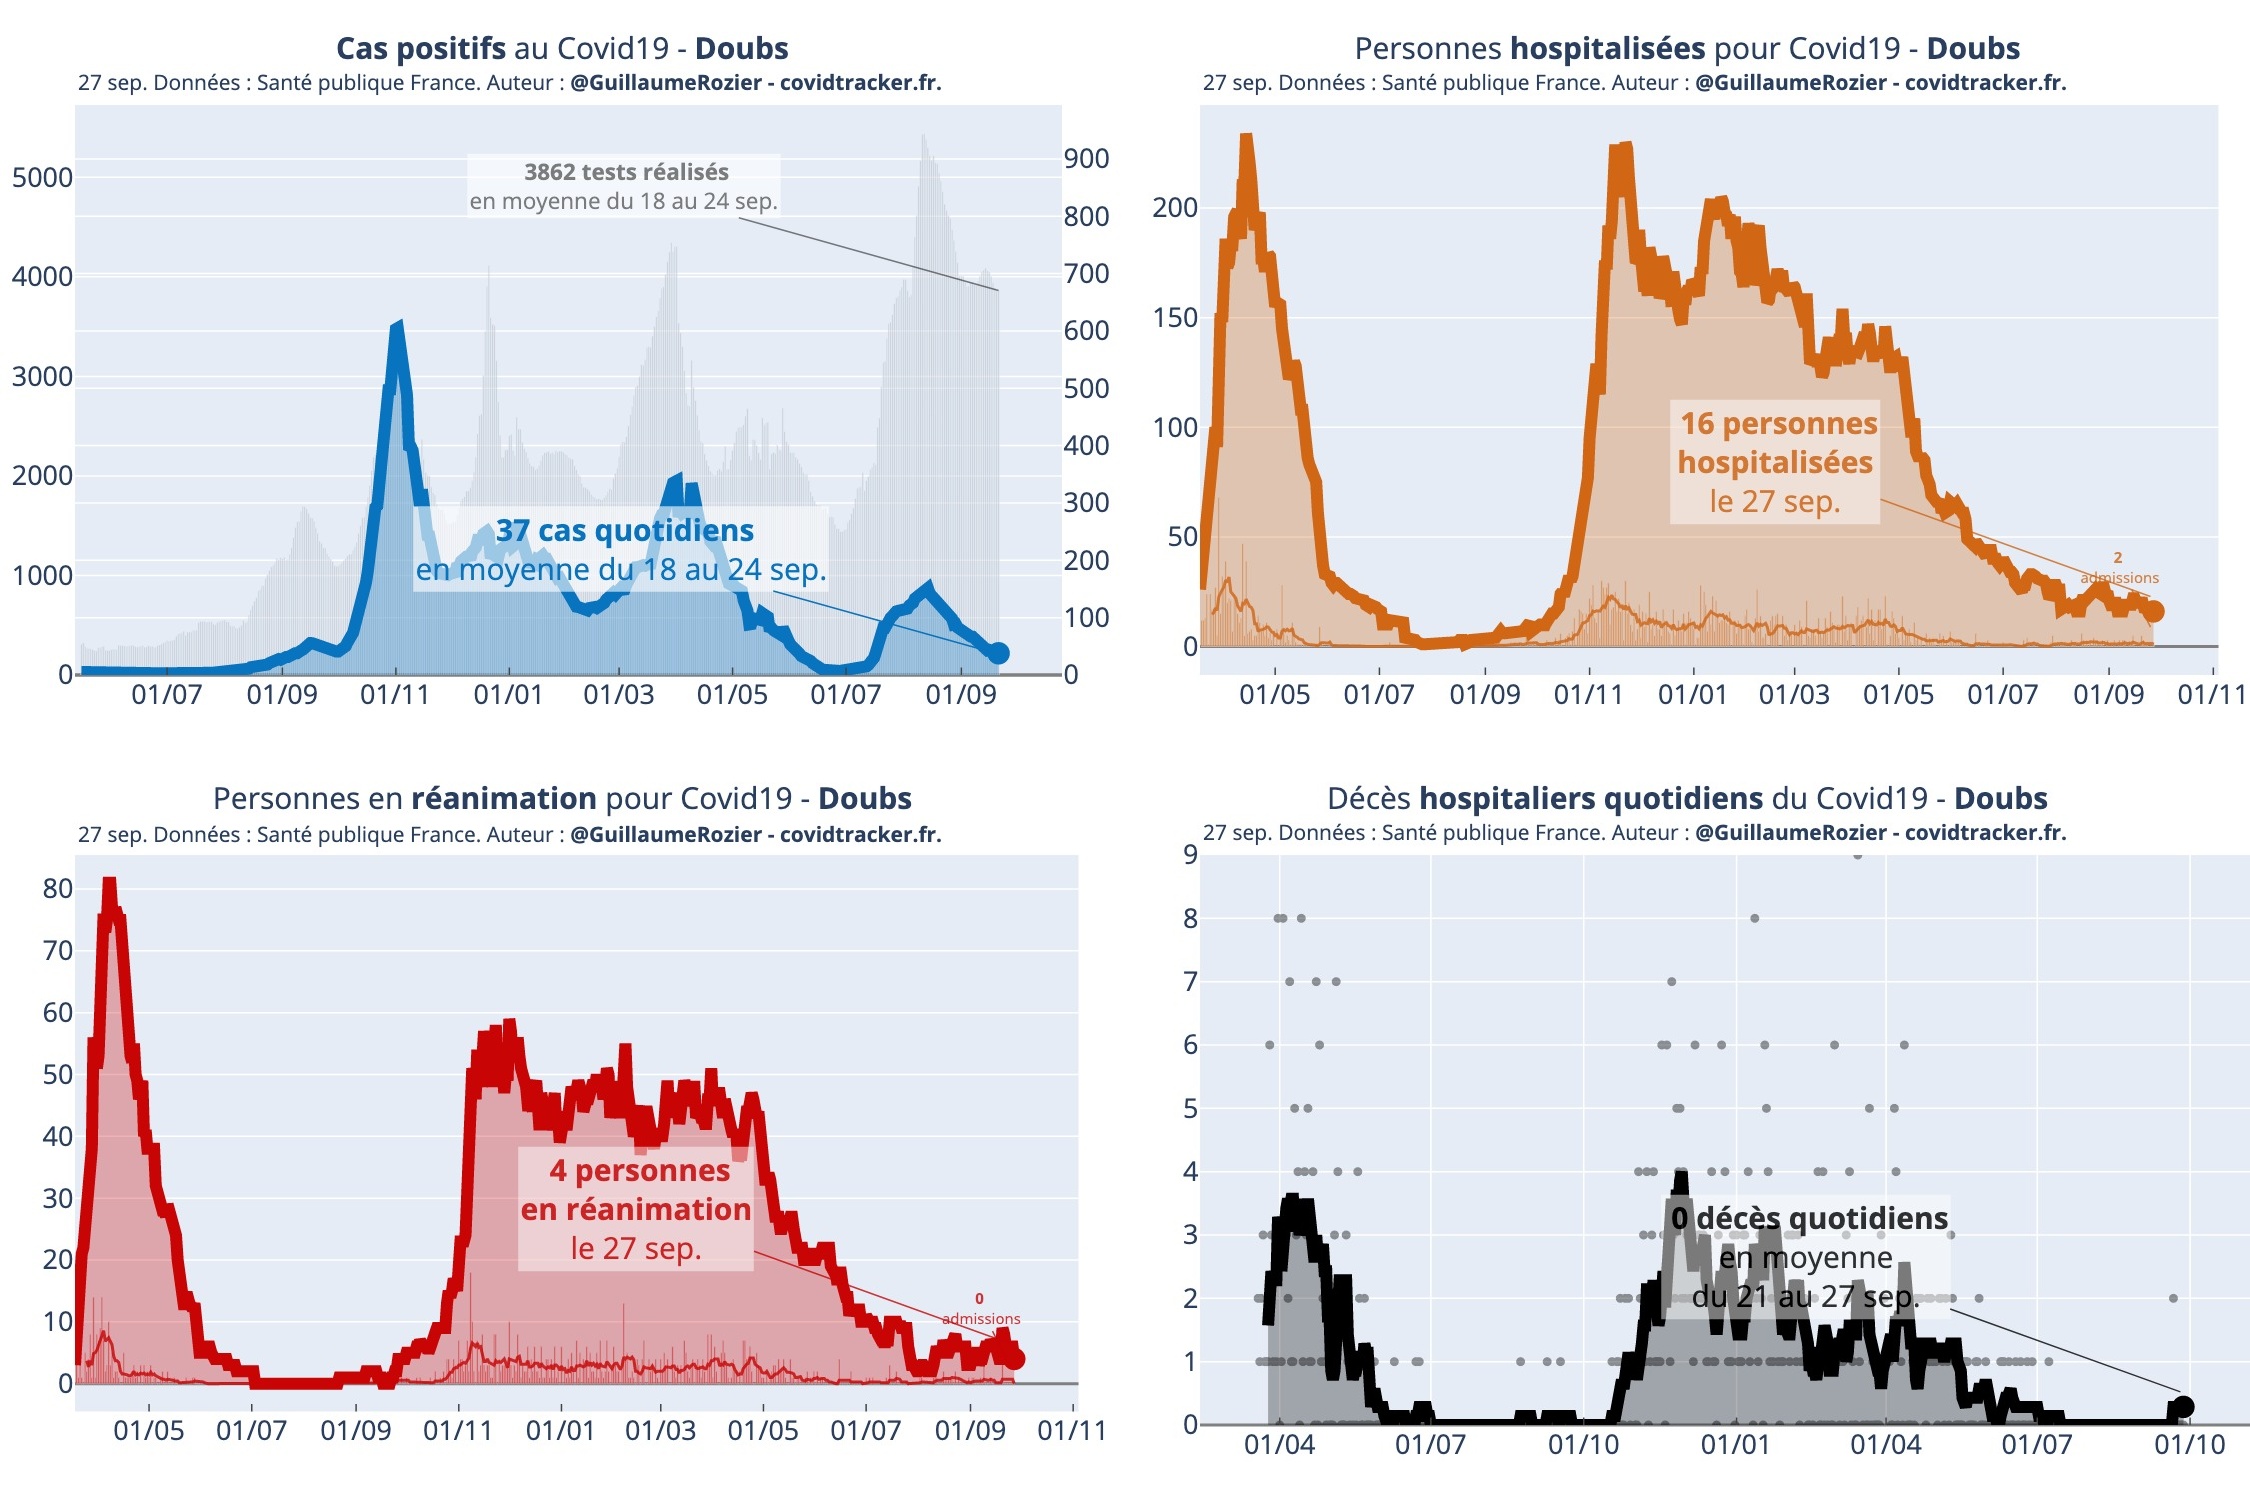 Cas positifs au Covid19 - Doubs
27 sep. Données : Santé publique France. Auteur : @GuillaumeRozier - covidtracker.fr.
3862 tests réalisés
en moyenne du 18 au 24 sep.
37 cas quotidiens
en moyenne du 18 au 24 sep.
5000
4000
3000
2000
1000
0
900
800
700
600
500
400
300
200
100
0
01/07 01/09 01/11 01/01 01/03 01/05 01/07 01/09
Personnes hospitalisées pour Covid19 - Doubs
27 sep. Données : Santé publique France. Auteur : @GuillaumeRozier - covidtracker.fr.
200
150
100
50
0
16 personnes
hospitalisées
le 27 sep.
2
admissions
01/05 01/07 01/09 01/11 01/01 01/03 01/05 01/07 01/09 01/11
Personnes en réanimation pour Covid19 - Doubs
27 sep. Données : Santé publique France. Auteur : @GuillaumeRozier - covidtracker.fr.
80
70
60
50
40
30
20
10
0
4 personnes
en réanimation
le 27 sep.
0
admissions
01/05 01/07 01/09 01/11 01/01 01/03 01/05 01/07 01/09 01/11
Décès hospitaliers quotidiens du Covid19 - Doubs
27 sep. Données : Santé publique France. Auteur : @GuillaumeRozier - covidtracker.fr.
9
8
7
6
5
4
3
2
1
0
0 décès quotidiens
en moyenne
du 21 au 27 sep.
01/04 01/07 01/10 01/01 01/04 01/07 01/10